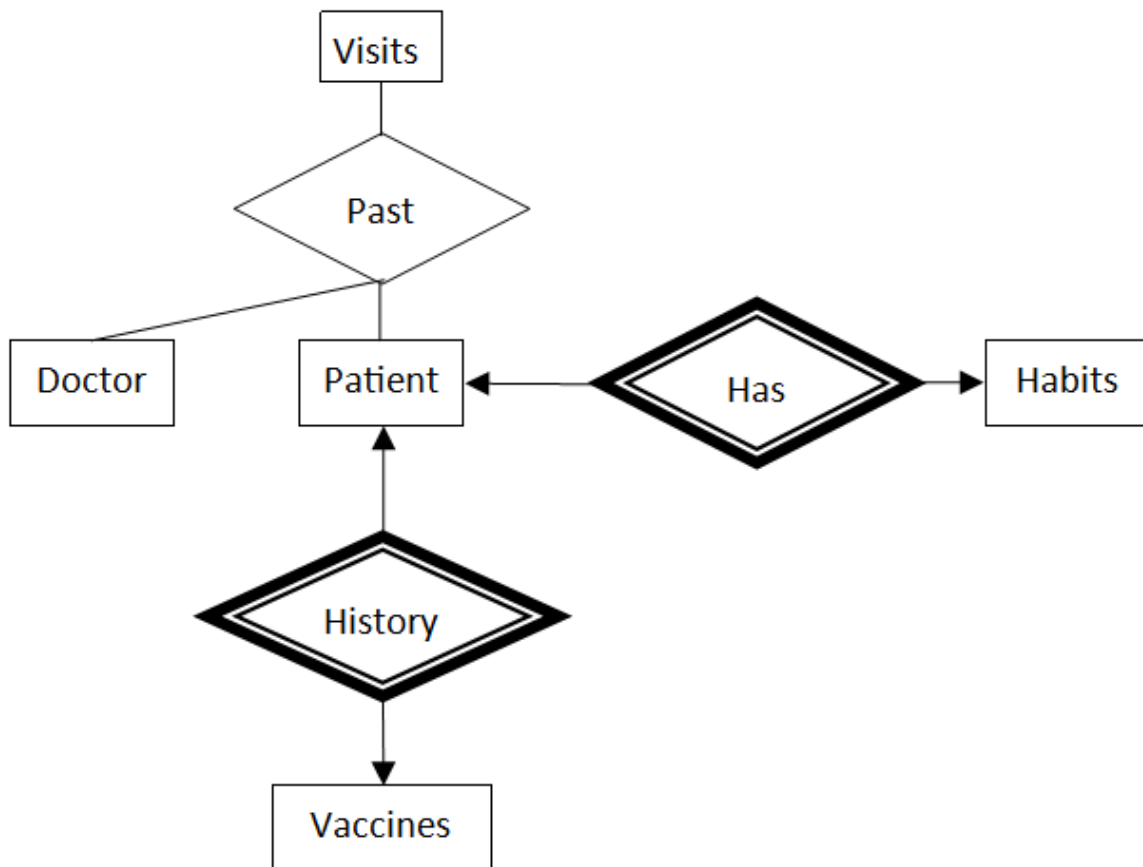 Visits
Past
Doctor
Patient
Has
Habits
History
Vaccines